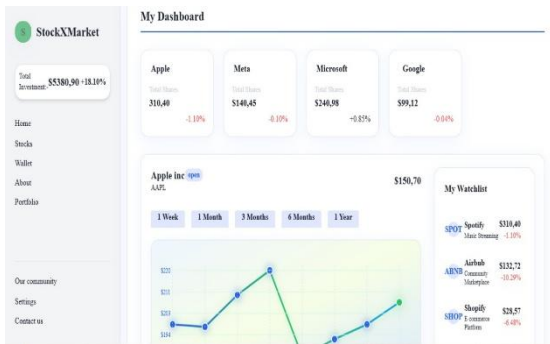 S StockXMarket
Total
Investment: $5380,90 +18.10%
Home
Stocks
Wallet
About
Portfolio
Our community
Settings
Contact us
My Dashboard
Apple
Total Shares
310,40
-1.10%
Meta
Total Shares
$140,45
-0.10%
Microsoft
Total Shares
$240,98
+0.85%
Google
Total Shares
$99,12
-0.04%
Apple inc open
AAPL
$150,70
1 Week 1 Month 3 Months 6 Months 1 Year
$194
My Watchlist
SPOT Spotify $310,40
Music Streaming -1.10%
ABNB Airbnb $132,72
Community -10.29%
Marketplace
SHOP Shopify $28,57
E-commerce -6.48%
Platform